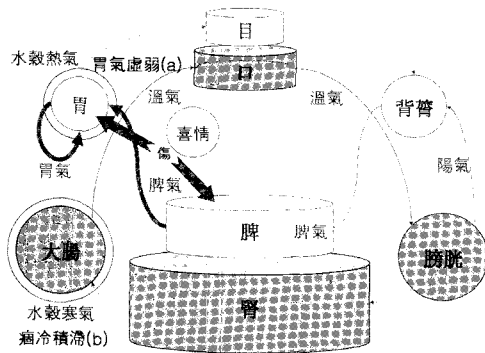 目
口
水穀熱氣
胃氣虛弱(a)
胃
溫氣
溫氣
喜情
背膂
傷
胃氣
脾氣
陽氣
大腸
脾
脾氣
膀胱
腎
水穀寒氣
痼冷積滯(b)